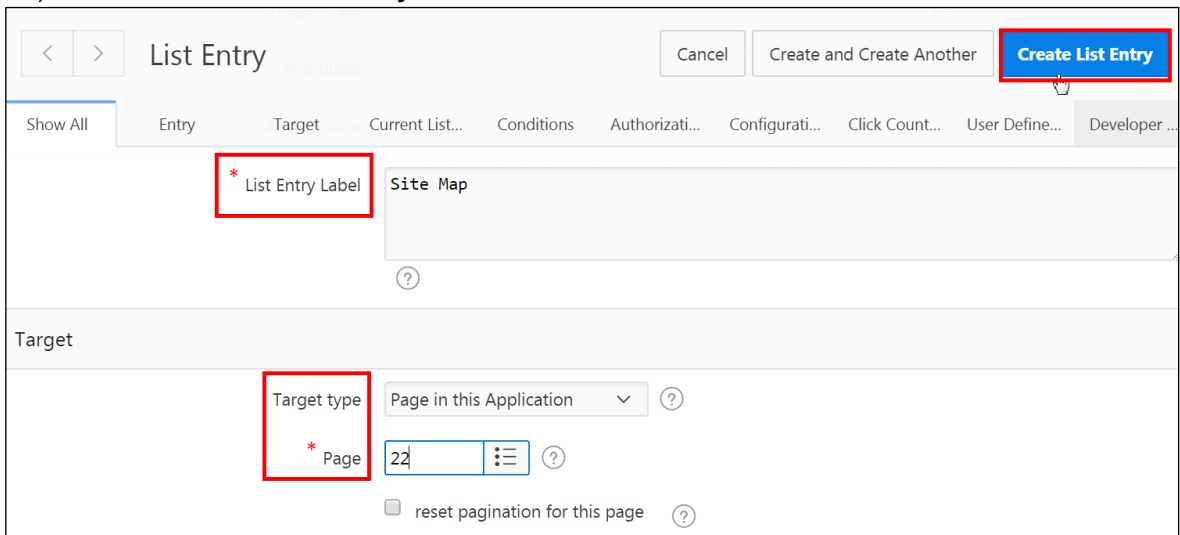 List Entry
Cancel
Create and Create Another
Create List Entry
Show All
Entry
Target
Current List...
Conditions
Authorizati...
Configurati...
Click Count...
User Define...
Developer ...
* List Entry Label
Site Map
?
Target
Target type
Page in this Application
?
* Page
22
?
reset pagination for this page
?